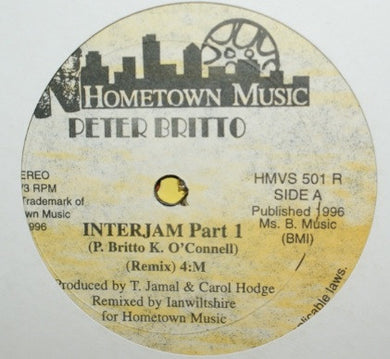 HOMETOWN MUSIC
PETER BRITTO
EREO
/3 RPM
Trademark of
wn Music
996
HMVS 501 R
SIDE A
Published 1996
Ms. B. Music
(BMI)
INTERJAM Part 1
(P. Britto K. O'Connell)
(Remix) 4:M
Produced by T. Jamal & Carol Hodge
Remixed by Ianwiltshire
for Hometown Music
plicable laws.